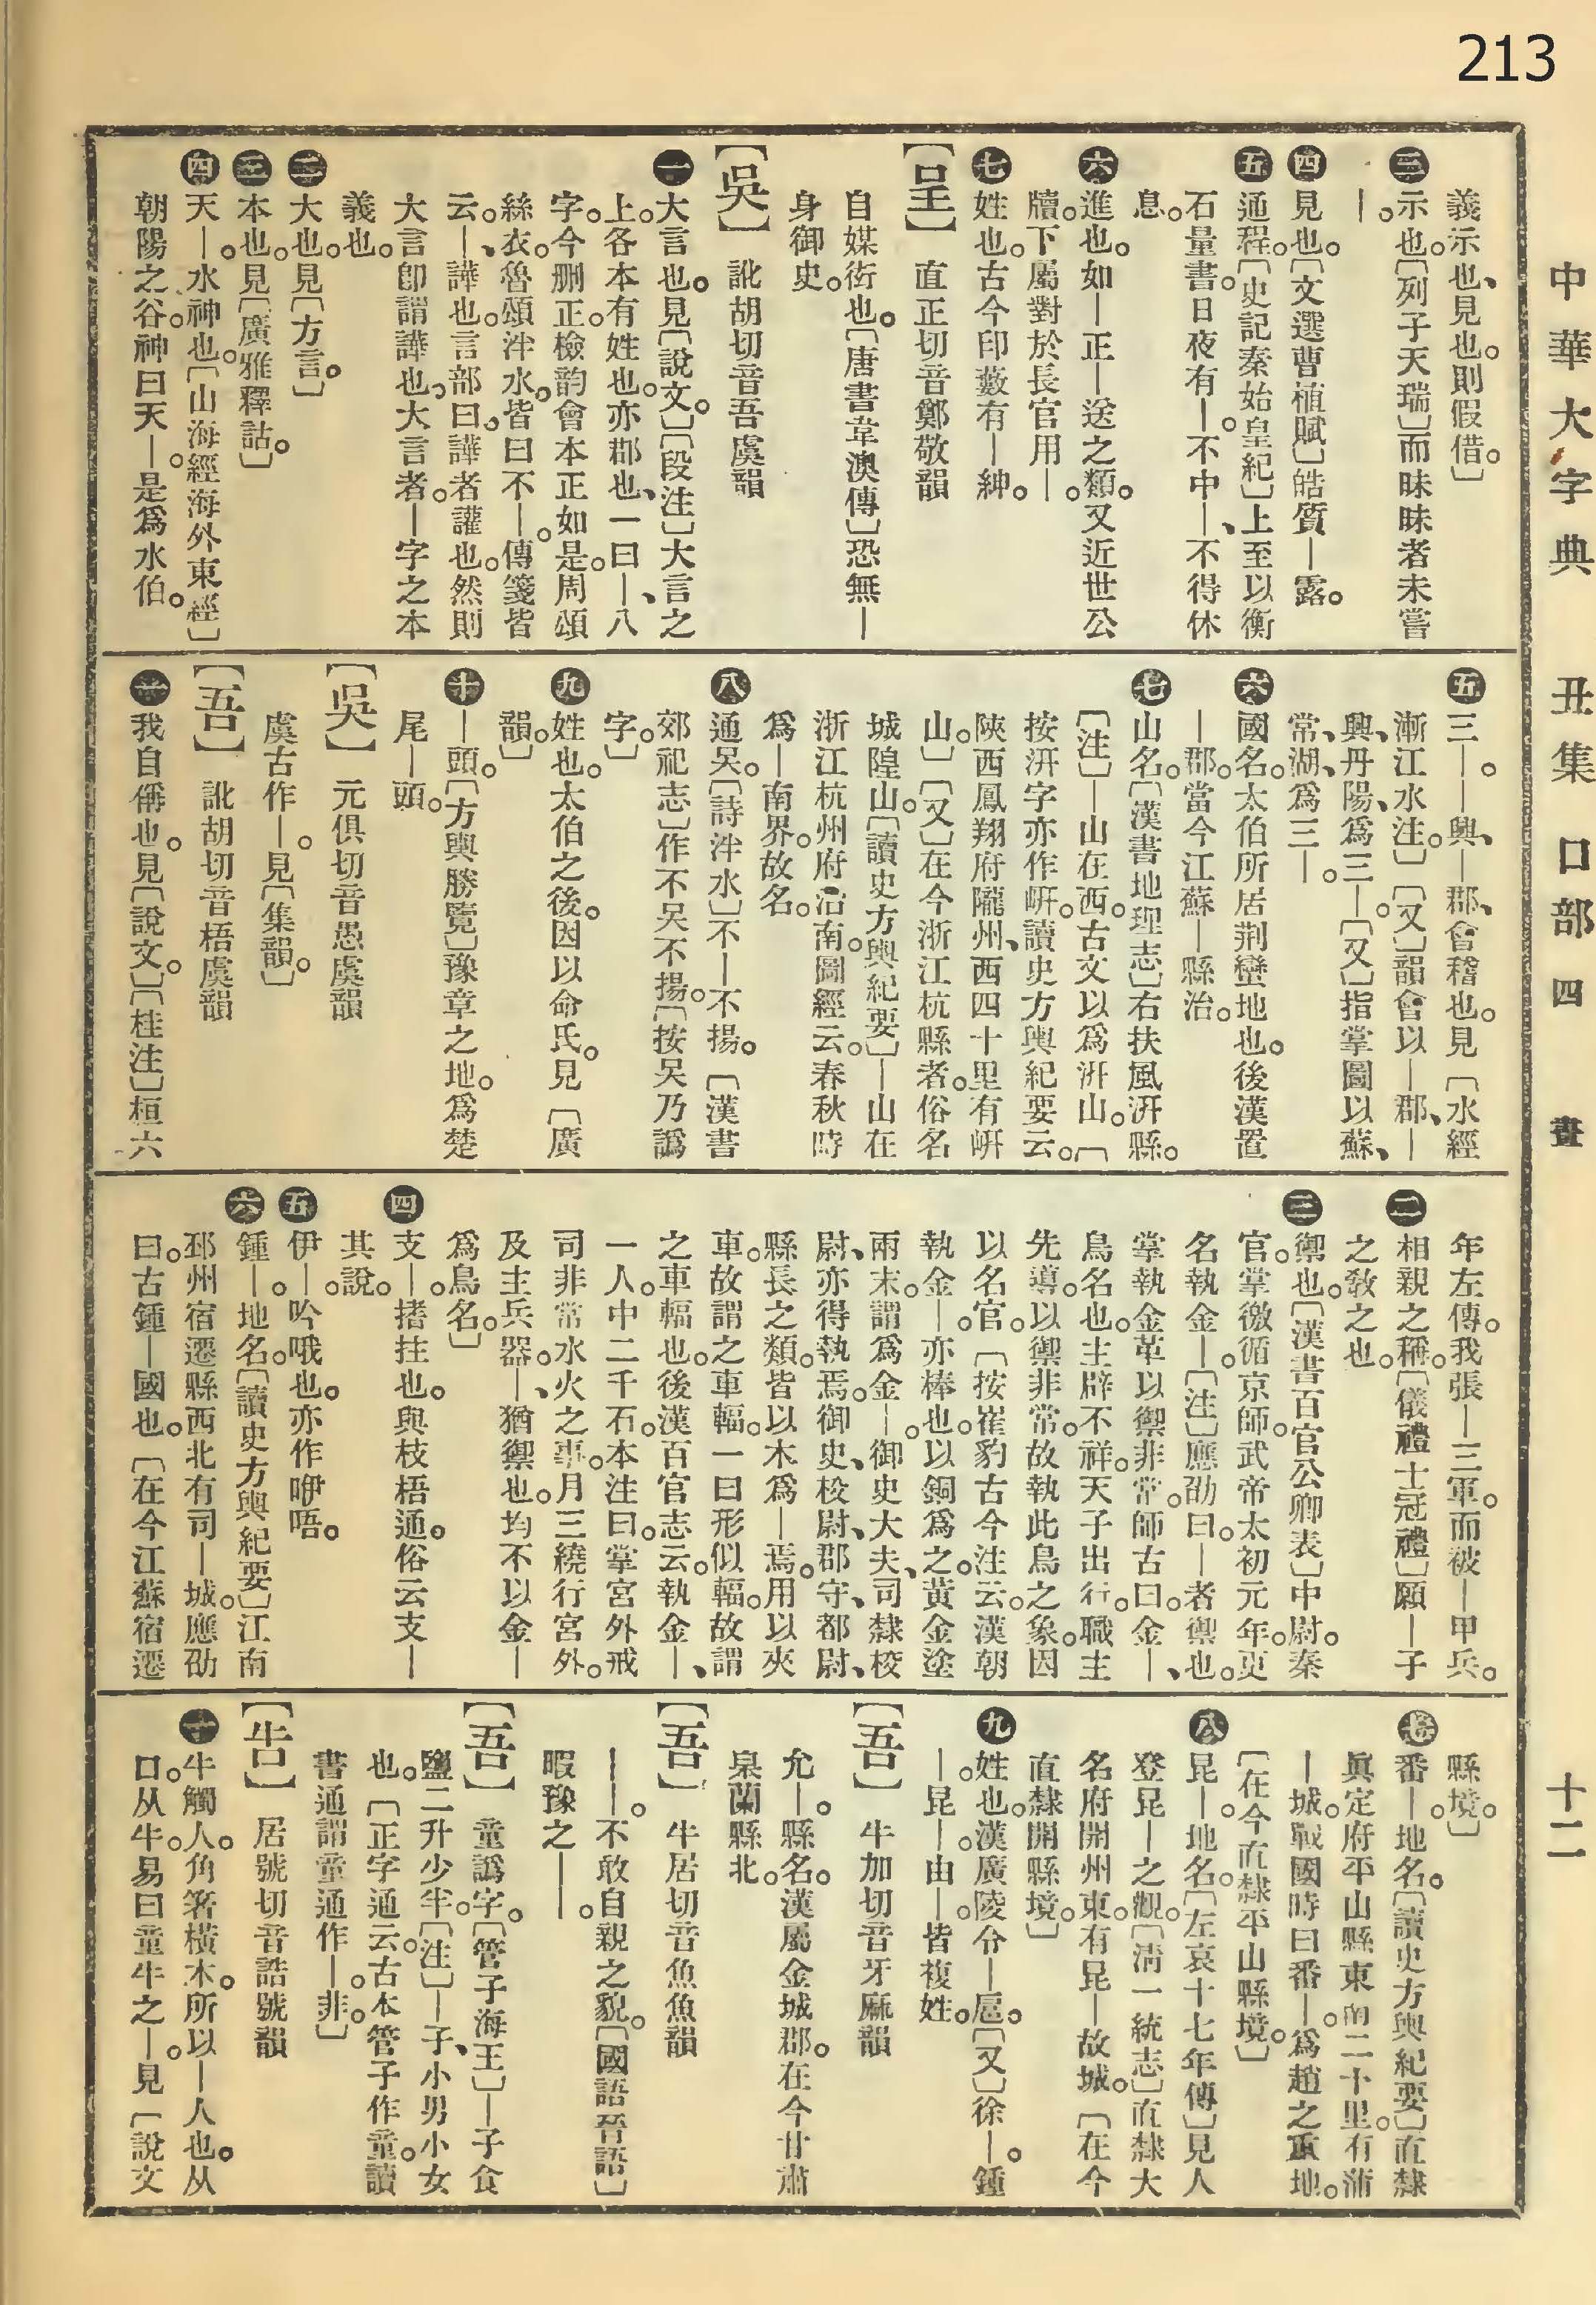 213
中華大字典 丑集 口部 四畫 十二
義示也、見也。則假借。〕
三示也。〔列子天瑞〕而昧昧者未嘗
｜。
四見也。〔文選曹植賦〕皓質｜露。
五通程。〔史記秦始皇紀〕上至以衡
石量書。日夜有｜。不中｜、不得休
息。
六進也。如｜正｜送之類。又近世公
牘。下屬對於長官用｜。
七姓也。古今印藪有｜紳。
【呈】 直正切音鄭敬韻
自媒衒也。〔唐書韋澳傳〕恐無｜
身御史。
【吳】 訛胡切音吾虞韻
一大言也。見〔說文。〕〔段注〕大言之
上。各本有姓也。亦郡也、一曰｜、八
字。今刪正。檢韵會本正如是。周頌
絲衣。魯頌泮水。皆曰不｜。傳箋皆
云。｜、譁也。言部曰。譁者讙也。然則
大言卽謂譁也。大言者。｜字之本
義也。
二大也。見〔方言。〕
三本也。見〔廣雅釋詁。〕
四天｜。水神也。〔山海經海外東經〕
朝陽之谷。神曰天｜。是爲水伯。
五三｜。｜興、｜郡、會稽也。見〔水經
漸江水注。〕〔又〕韻會以｜郡、｜
興、丹陽、爲三｜。〔又〕指掌圖以蘇、
常、湖、爲三｜。
六國名。太伯所居荆蠻地也。後漢置
｜郡。當今江蘇｜縣治。
七山名。〔漢書地理志〕右扶風汧縣。
〔注〕｜山在西。古文以爲汧山。〔
按汧字亦作岍。讀史方輿紀要云。
陝西鳳翔府隴州、西四十里有岍
山。〕〔又〕在今浙江杭縣者。俗名
城隍山。〔讀史方輿紀要〕｜山在
浙江杭州府治南。圖經云。春秋時
爲｜南界。故名。
八通吴。〔詩泮水〕不｜不揚。〔漢書
郊祀志〕作不吴不揚。〔按吴乃譌
字。〕
九姓也。太伯之後。因以命氏。見〔廣
韻。〕
十｜頭。〔方輿勝覽〕豫章之地。爲楚
尾｜頭。
【吳】 元俱切音愚虞韻
虞古作｜。見〔集韻。〕
【吾】 訛胡切音梧虞韻
一我自稱也。見〔說文。〕〔桂注〕桓六
年左傳。我張｜三軍。而被｜甲兵。
二相親之稱。〔儀禮士冠禮〕願｜子
之敎之也。
三禦也。〔漢書百官公卿表〕中尉。秦
官。掌徼循京師。武帝太初元年。更
名執金｜。〔注〕應劭曰。｜者禦也。
掌執金革以禦非常。師古曰。金｜、
鳥名也。主辟不祥。天子出行。職主
先導。以禦非常。故執此鳥之象。因
以名官。〔按崔豹古今注云。漢朝
執金｜。｜亦棒也。以銅爲之。黃金塗
兩末。謂爲金｜。御史大夫、司隸校
尉、亦得執焉。御史、校尉、郡守、都尉、
縣長之類。皆以木爲｜焉。用以夾
車。故謂之車輻。一曰形似輻。故謂
之車輻也。後漢百官志云。執金｜、
一人。中二千石。本注曰。掌宮外戒
司非常水火之事。月三繞行宮外。
及主兵器。｜、猶禦也。均不以金｜
爲鳥名。〕
四支｜。搘拄也。與枝梧通。俗云支｜
其說。
五伊｜。吟哦也。亦作咿唔。
六鍾｜。地名。〔讀史方輿紀要〕江南
邳州宿遷縣西北有司｜城。應劭
曰。古鍾｜國也。〔在今江蘇宿遷
縣境。〕
七番｜。地名。〔讀史方輿紀要〕直隸
眞定府平山縣東南二十里。有蒲
｜城。戰國時曰番｜。爲趙之重地。
〔在今直隸平山縣境。〕
八昆｜。地名。〔左哀十七年傳〕見人
登昆｜之觀。〔淸一統志〕直隸大
名府開州東。有昆｜故城。〔在今
直隸開縣境。〕
九姓也。漢廣陵令｜扈。〔又〕徐｜。鍾
｜。昆｜。由｜。皆複姓。
【吾】 牛加切音牙麻韻
允｜。縣名。漢屬金城郡。在今甘肅
皋蘭縣北。
【吾】 牛居切音魚魚韻
｜｜。不敢自親之貌。〔國語晉語〕
暇豫之｜｜。
【吾】 童譌字。〔管子海王〕｜子食
鹽二升少半。〔注〕｜子、小男小女
也。〔正字通云。古本管子作童。讀
書通謂童通作｜。非。〕
【告】 居號切音誥號韻
一牛觸人。角箸橫木。所以｜人也。从
口从牛。易曰童牛之｜。見〔說文